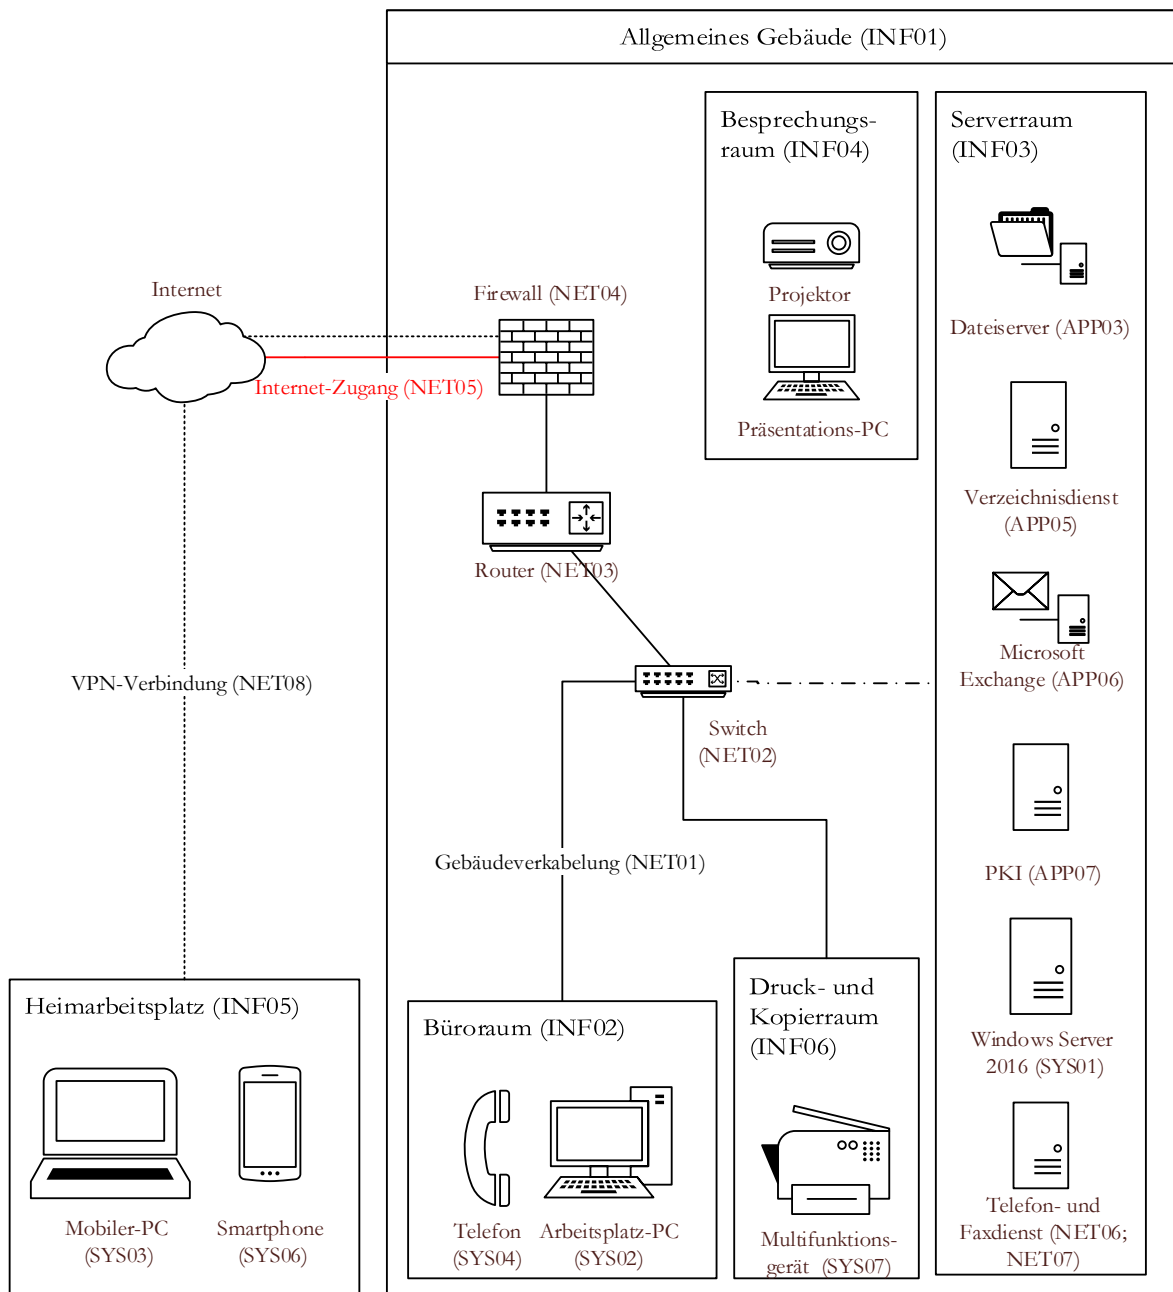 Allgemeines Gebäude (INF01)
Besprechungs-
raum (INF04)
Projektor
Präsentations-PC
Serverraum
(INF03)
Dateiserver (APP03)
Verzeichnisdienst
(APP05)
Microsoft
Exchange (APP06)
PKI (APP07)
Windows Server
2016 (SYS01)
Telefon- und
Faxdienst (NET06;
NET07)
Internet
Firewall (NET04)
Internet-Zugang (NET05)
Router (NET03)
VPN-Verbindung (NET08)
Switch
(NET02)
Gebäudeverkabelung (NET01)
Heimarbeitsplatz (INF05)
Mobiler-PC
(SYS03)
Smartphone
(SYS06)
Büroraum (INF02)
Telefon
(SYS04)
Arbeitsplatz-PC
(SYS02)
Druck- und
Kopierraum
(INF06)
Multifunktions-
gerät (SYS07)